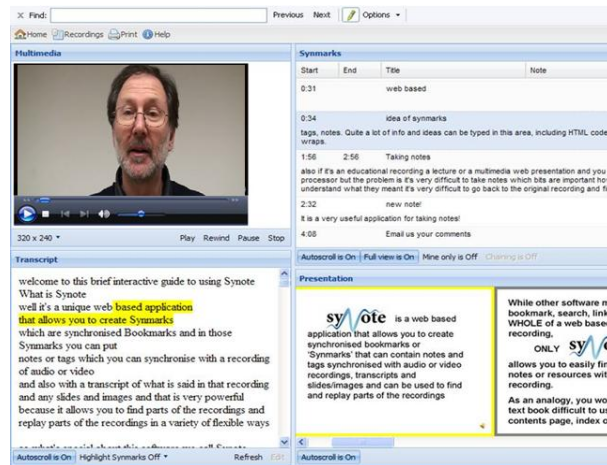 x Find: Previous Next Options
Home Recordings Print Help
Multimedia
320 x 240 Play Rewind Pause Stop
Transcript
welcome to this brief interactive guide to using Synote
What is Synote
well it's a unique web based application
that allows you to create Synmarks
which are synchronised Bookmarks and in those
Synmarks you can put
notes or tags which you can synchronise with a recording
of audio or video
and also with a transcript of what is said in that recording
and any slides and images and that is very powerful
because it allows you to find parts of the recordings and
replay parts of the recordings in a variety of flexible ways
Autoscroll is On Highlight Synmarks Off Refresh Edit
Synmarks
Start End Title Note
0:31 web based
0:34 idea of synmarks
tags, notes. Quite a lot of info and ideas can be typed in this area, including HTML code
wraps.
1:56 2:56 Taking notes
also if it's an educational recording a lecture or a multimedia web presentation and you
processor but the problem is it's very difficult to take notes which bits are important
understand what they meant it's very difficult to go back to the original recording and
2:32 new note!
It is a very useful application for taking notes!
4:08 Email us your comments
Autoscroll is On Full view is On Mine only is Off Chairing is Off
Presentation
synote is a web based
application that allows you to create
synchronised bookmarks or
'Synmarks' that can contain notes and
tags synchronised with audio or video
recordings, transcripts and
slides/images and can be used to find
and replay parts of the recordings
While other software
bookmark, search, link
WHOLE of a web based
recording,
ONLY sy
allows you to easily
notes or resources
recording.
As an analogy, you
text book difficult to
contents page, index
Autoscroll is On